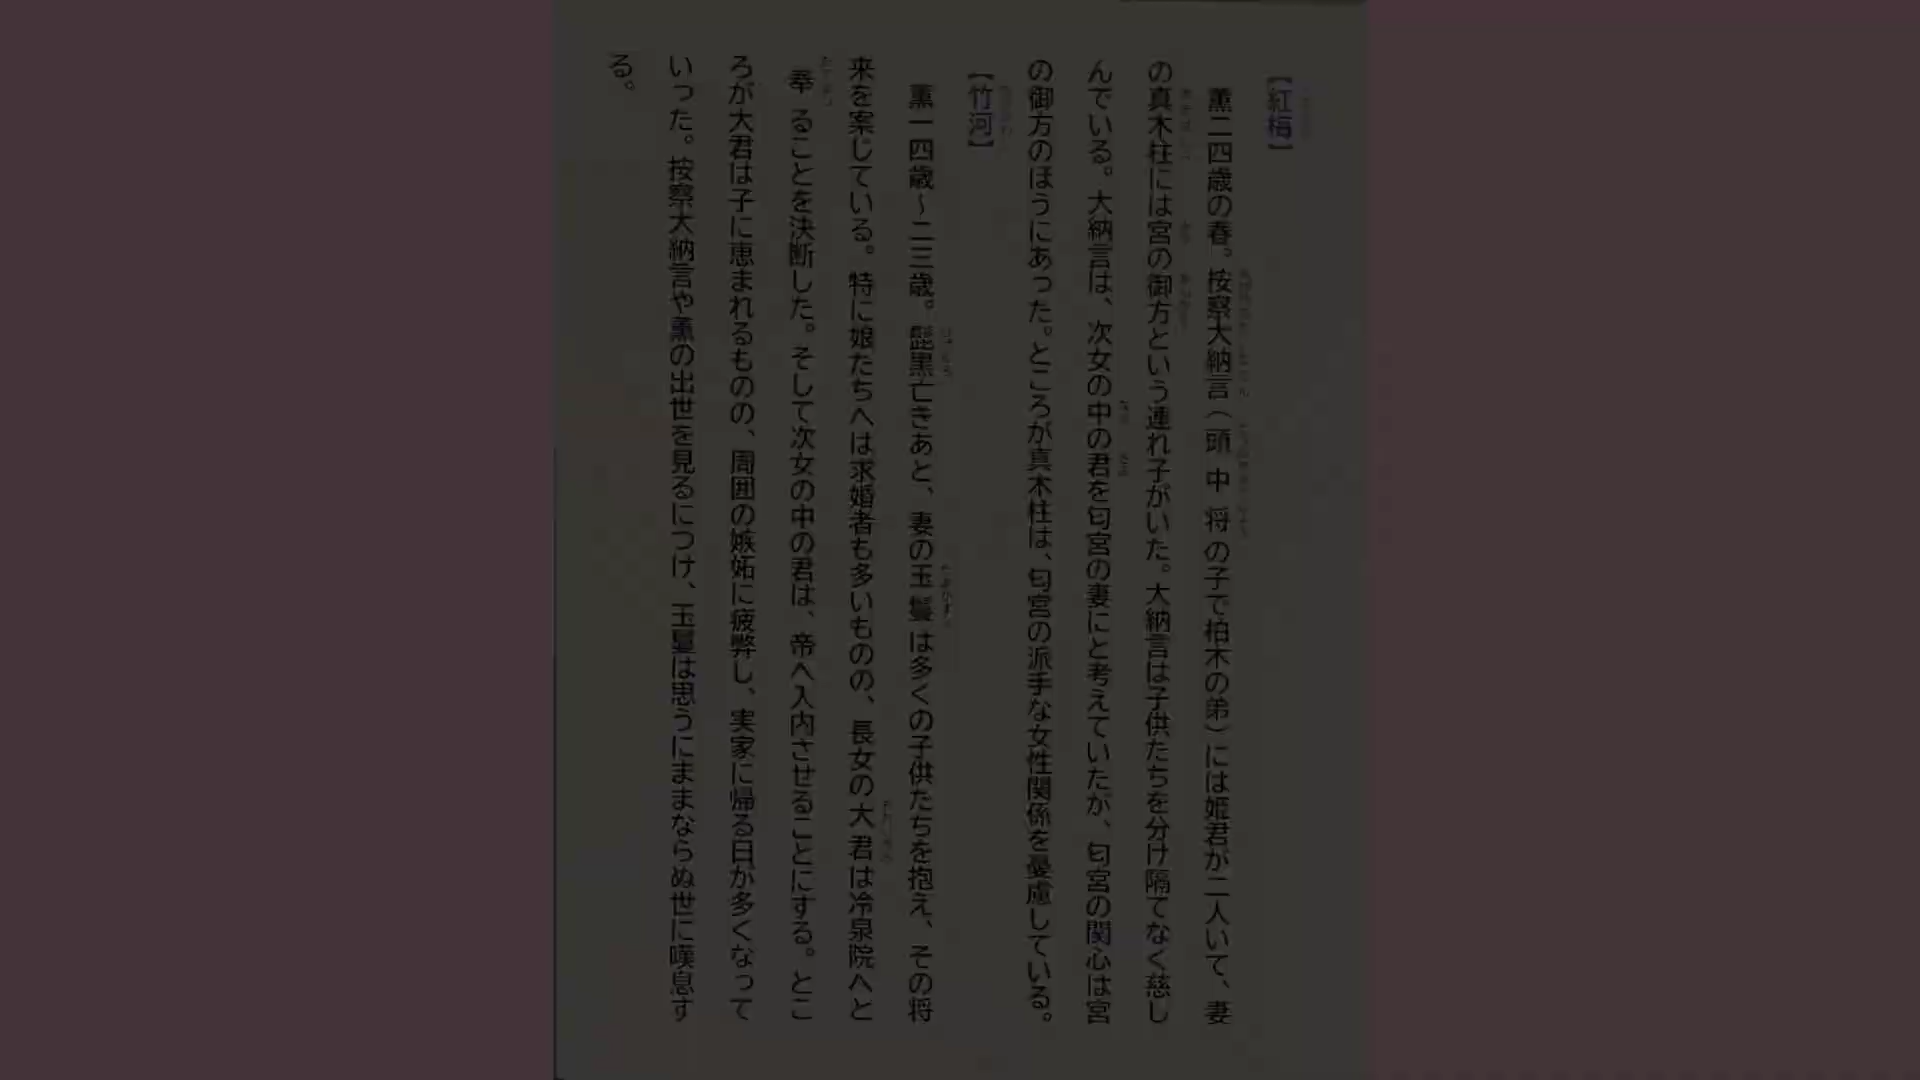 【紅梅】
薫二四歳の春。按察大納言（頭中将の子で柏木の弟）には姫君が二人いて、妻
の真木柱には宮の御方という連れ子がいた。大納言は子供たちを分け隔てなく慈し
んでいる。大納言は、次女の中の君を匂宮の妻にと考えていたが、匂宮の関心は宮
の御方のほうにあった。ところが真木柱は、匂宮の派手な女性関係を憂慮している。
【竹河】
薫一四歳～二三歳。髭黒亡きあと、妻の玉鬘は多くの子供たちを抱え、その将
来を案じている。特に娘たちへは求婚者も多いものの、長女の大君は冷泉院へと
奉ることを決断した。そして次女の中の君は、帝へ入内させることにする。とこ
ろが大君は子に恵まれるものの、周囲の嫉妬に疲弊し、実家に帰る日が多くなって
いった。按察大納言や薫の出世を見るにつけ、玉鬘は思うにままならぬ世に嘆息す
る。